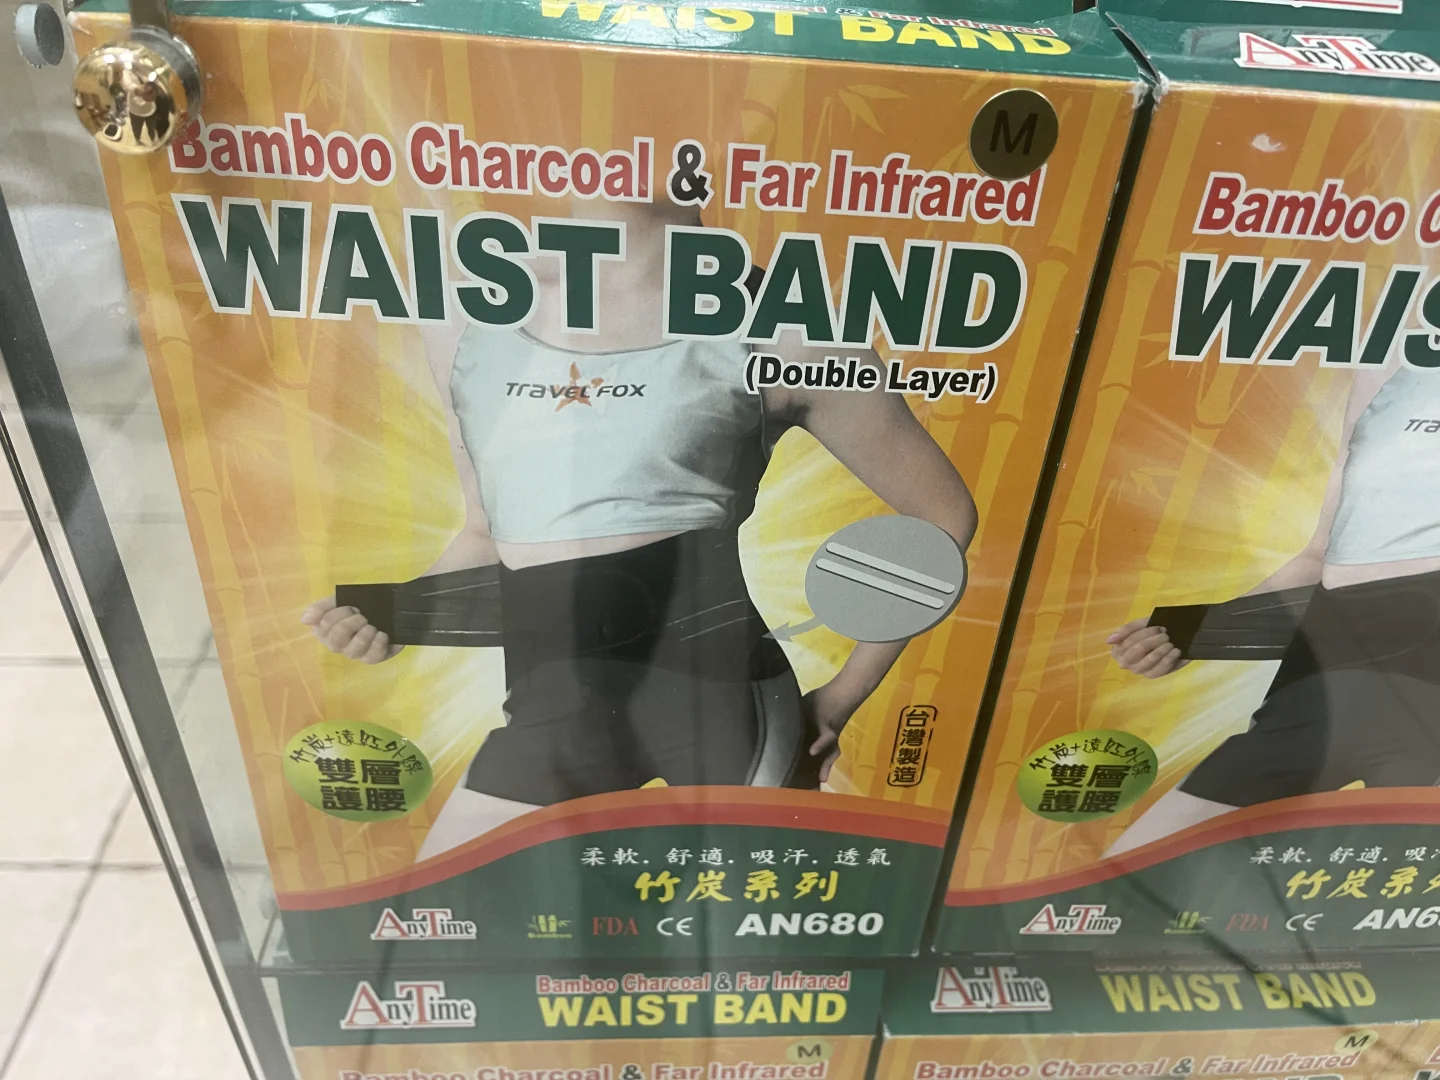 WAIST BAND
AnyTime
M
Bamboo Charcoal & Far Infrared
WAIST BAND
(Double Layer)
TRAVEL FOX
台灣製造
竹炭+遠紅外線
雙層
護腰
柔軟．舒適．吸汗．透氣
竹炭系列
AnyTime
Bamboo
FDA
CE
AN680
Bamboo C
WAIS
TRA
竹炭+遠紅外線
雙層
護腰
柔軟．舒適．吸
竹炭系
AnyTime
FDA
CE
AN6
AnyTime
Bamboo Charcoal & Far Infrared
WAIST BAND
M
Bamboo Charcoal & Far Infrared
AnyTime
WAIST BAND
M
Bamboo Charcoal & Far Infrared